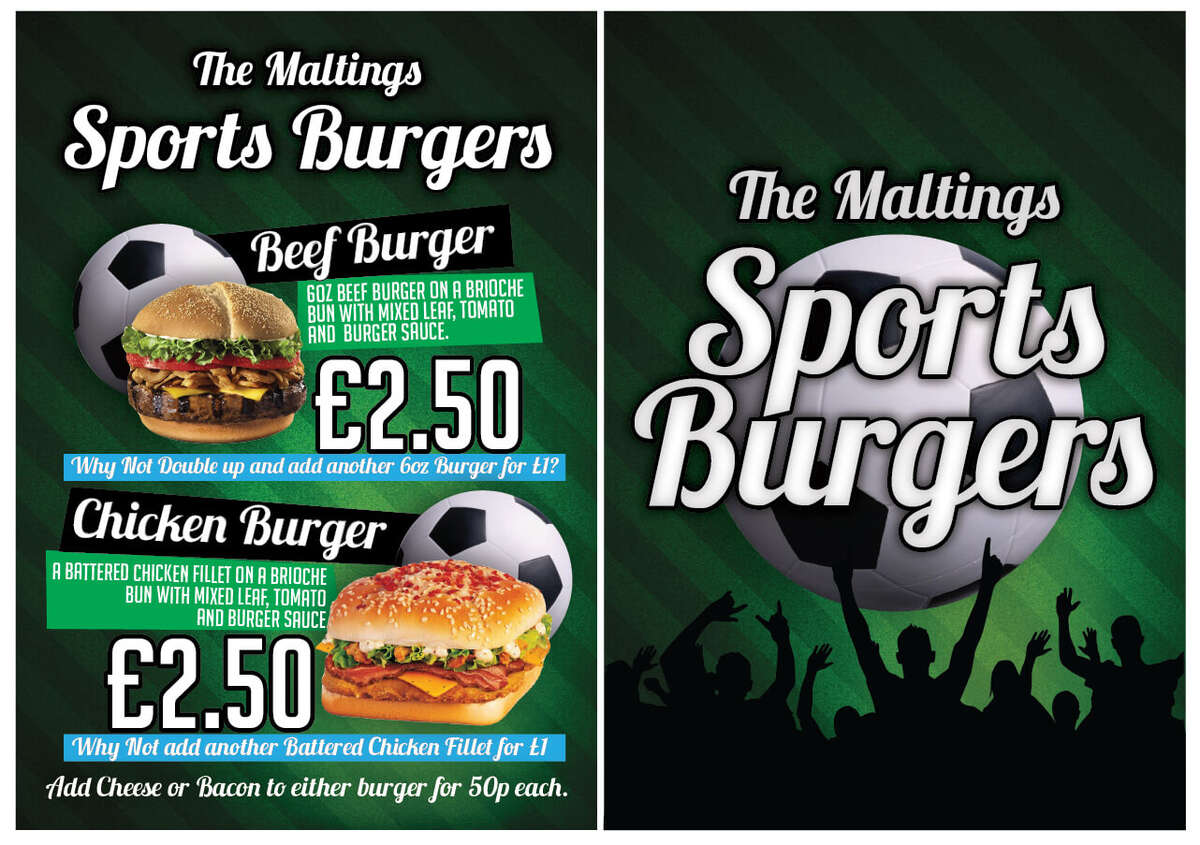 The Maltings
Sports Burgers
Beef Burger
6OZ BEEF BURGER ON A BRIOCHE
BUN WITH MIXED LEAF, TOMATO
AND BURGER SAUCE.
£2.50
Why Not Double up and add another 6oz Burger for £1?
Chicken Burger
A BATTERED CHICKEN FILLET ON A BRIOCHE
BUN WITH MIXED LEAF, TOMATO
AND BURGER SAUCE
£2.50
Why Not add another Battered Chicken Fillet for £1
Add Cheese or Bacon to either burger for 50p each.
The Maltings
Sports
Burgers